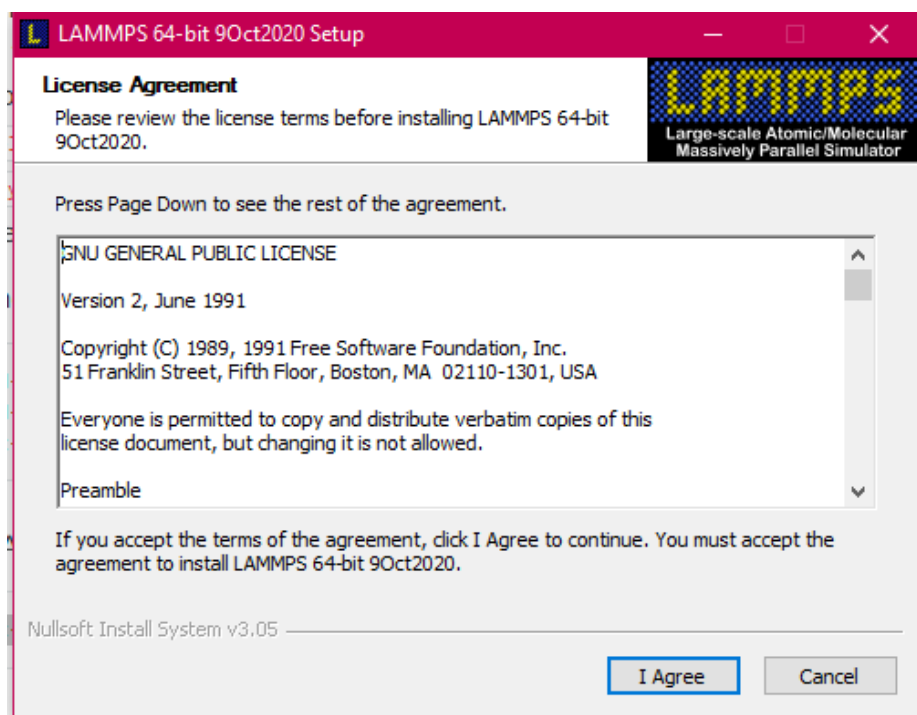 LAMMPS 64-bit 9Oct2020 Setup
License Agreement
Please review the license terms before installing LAMMPS 64-bit
9Oct2020.
LAMMPS
Large-scale Atomic/Molecular
Massively Parallel Simulator
Press Page Down to see the rest of the agreement.
GNU GENERAL PUBLIC LICENSE
Version 2, June 1991
Copyright (C) 1989, 1991 Free Software Foundation, Inc.
51 Franklin Street, Fifth Floor, Boston, MA  02110-1301, USA
Everyone is permitted to copy and distribute verbatim copies of this
license document, but changing it is not allowed.
Preamble
If you accept the terms of the agreement, click I Agree to continue. You must accept the
agreement to install LAMMPS 64-bit 9Oct2020.
Nullsoft Install System v3.05
I Agree
Cancel